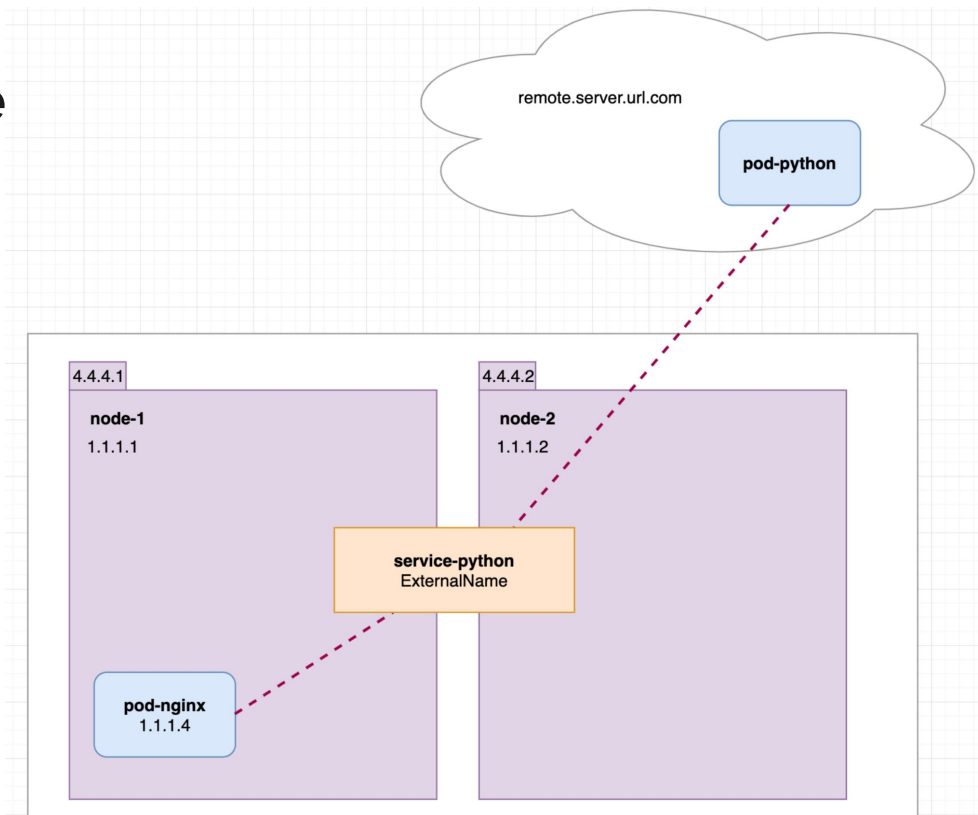 e
remote.server.url.com
pod-python
4.4.4.1
4.4.4.2
node-1
node-2
1.1.1.1
1.1.1.2
service-python
ExternalName
pod-nginx
1.1.1.4